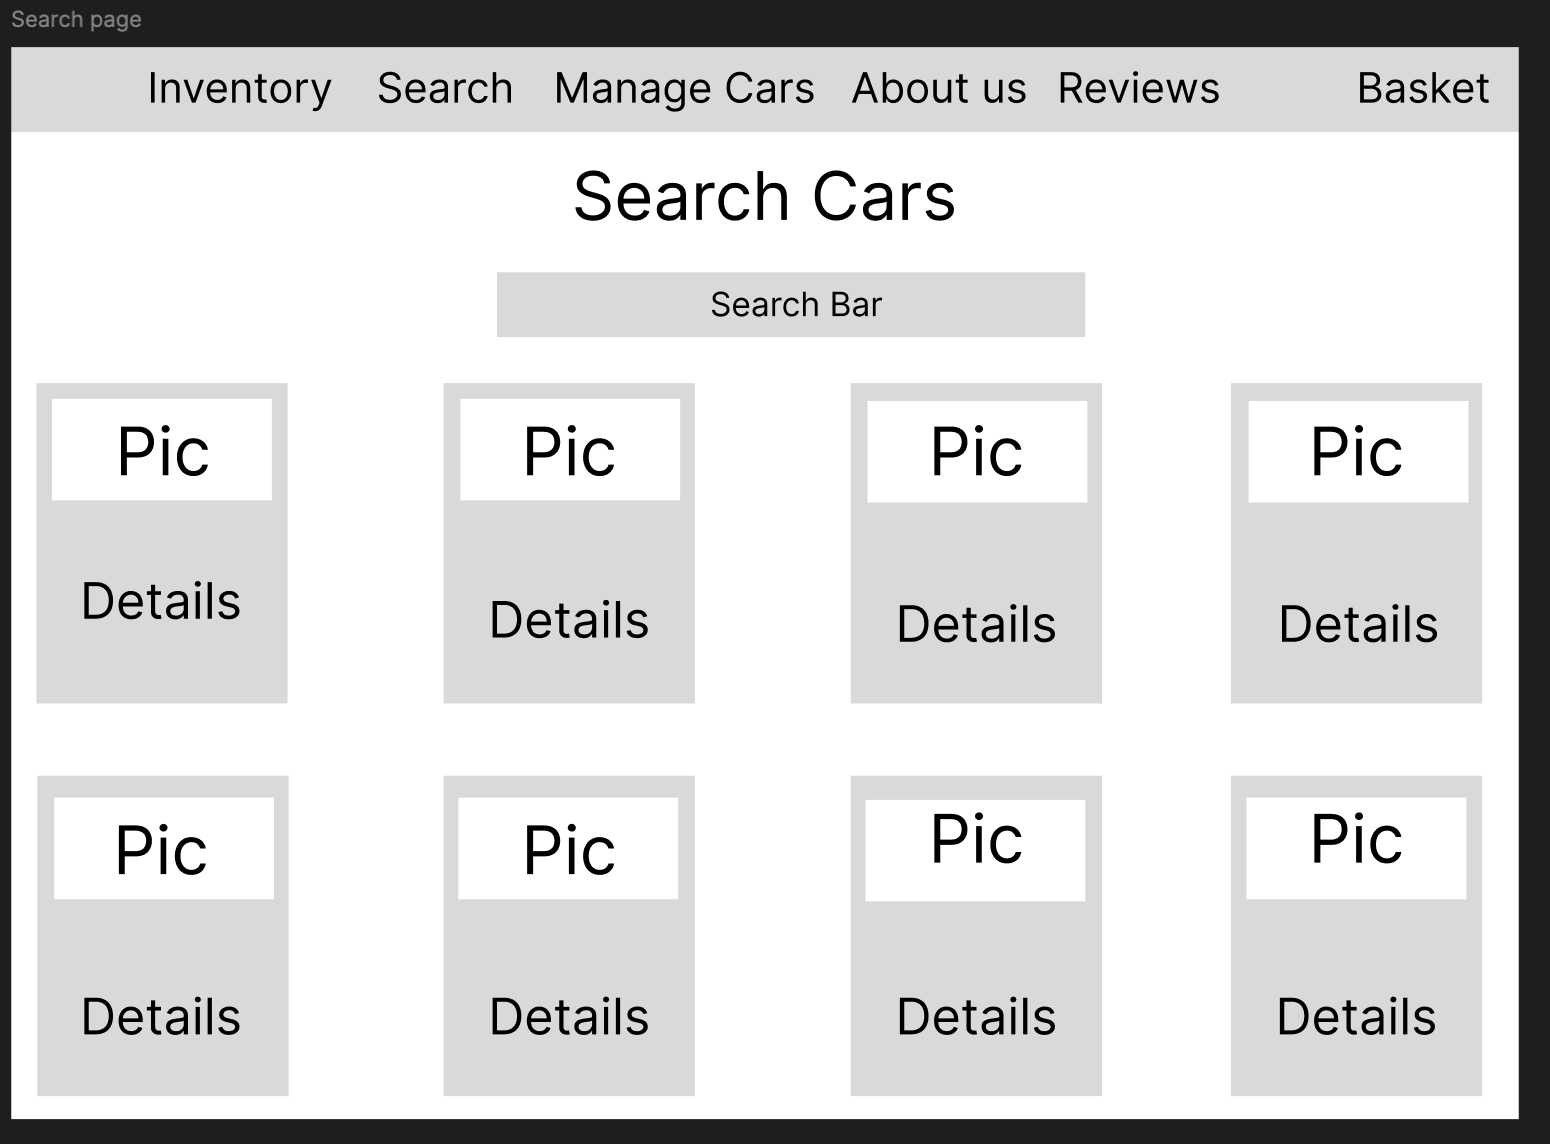 Search page
Inventory Search Manage Cars About us Reviews Basket
Search Cars
Search Bar
Pic Pic Pic Pic
Details Details Details Details
Pic Pic Pic Pic
Details Details Details Details